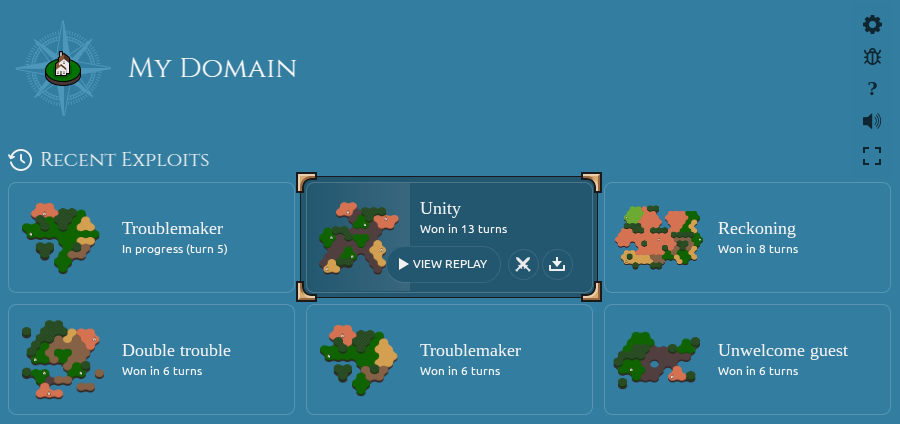 My Domain
?
Recent Exploits
Troublemaker
In progress (turn 5)
Unity
Won in 13 turns
VIEW REPLAY
Reckoning
Won in 8 turns
Double trouble
Won in 6 turns
Troublemaker
Won in 6 turns
Unwelcome guest
Won in 6 turns